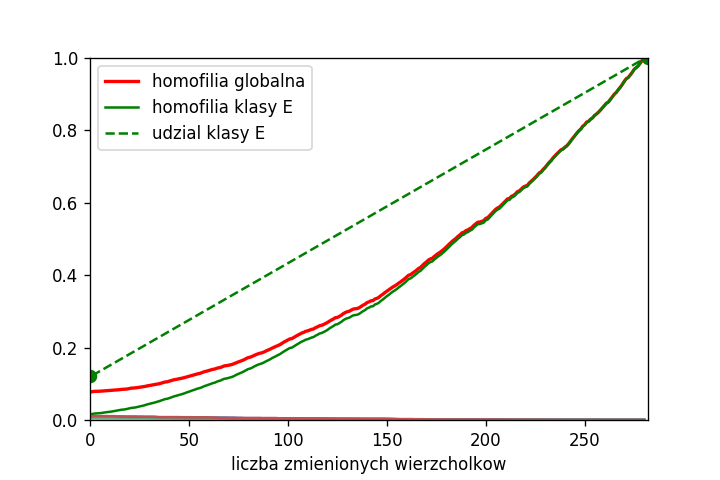 1.0
0.8
0.6
0.4
0.2
0.0
homofilia globalna
homofilia klasy E
udzial klasy E
0 50 100 150 200 250
liczba zmienionych wierzcholkow